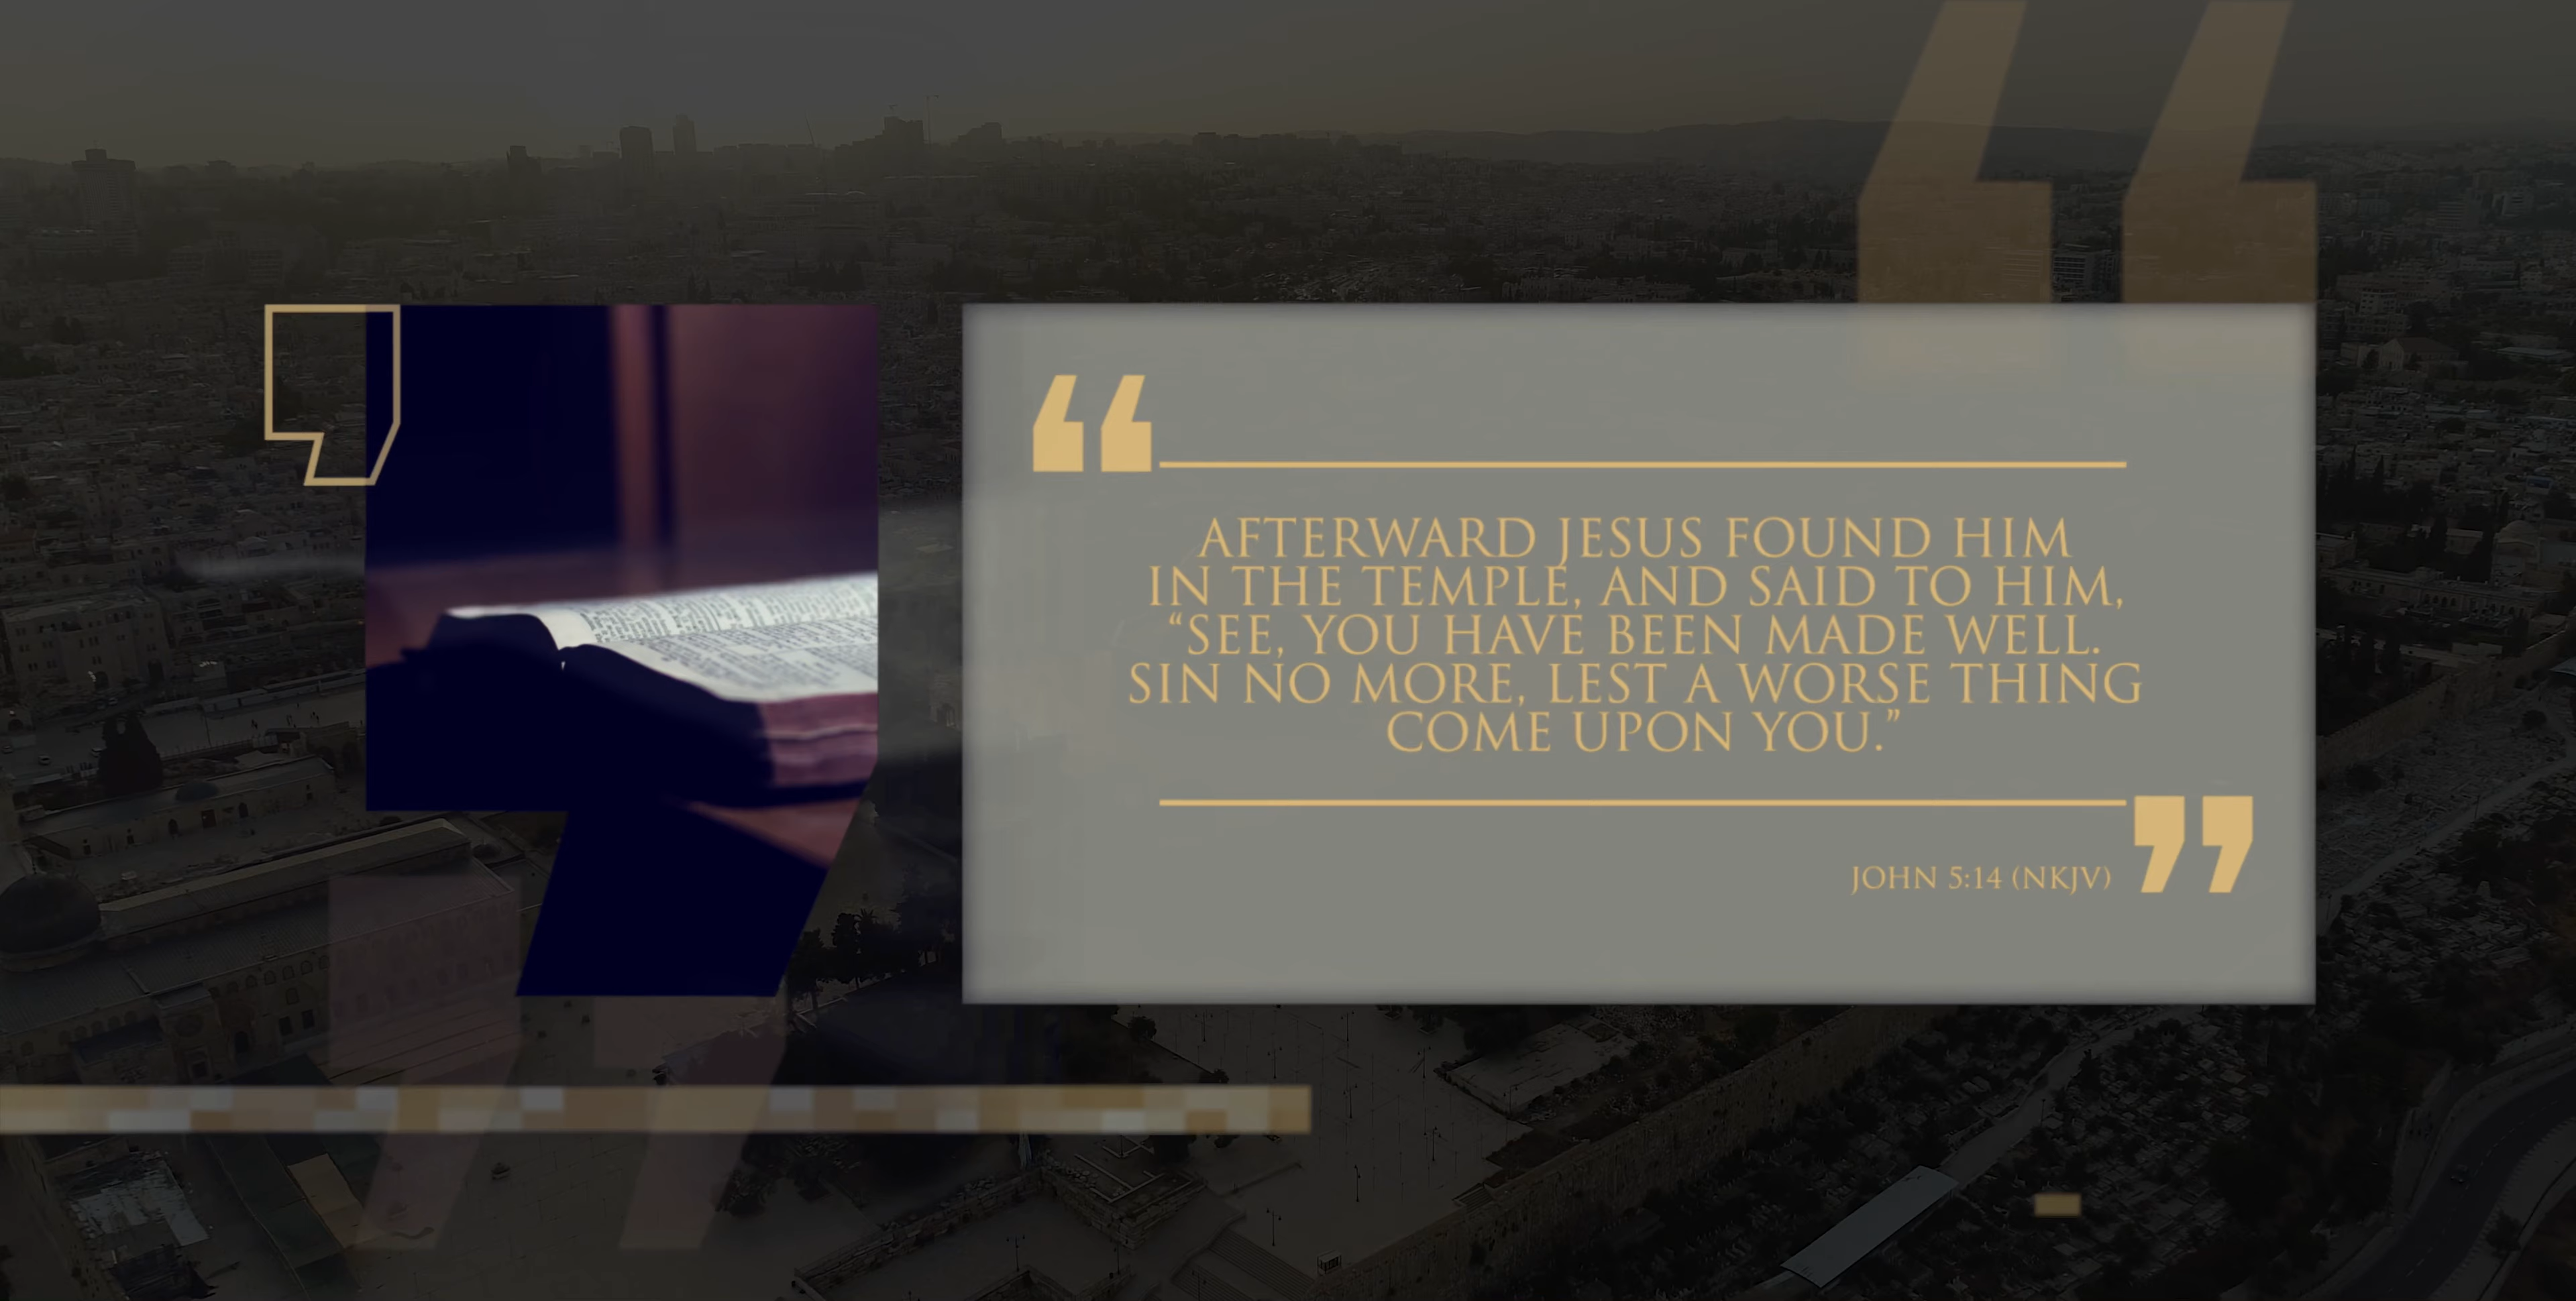 AFTERWARD JESUS FOUND HIM
IN THE TEMPLE, AND SAID TO HIM,
“SEE, YOU HAVE BEEN MADE WELL.
SIN NO MORE, LEST A WORSE THING
COME UPON YOU.”
JOHN 5:14 (NKJV)